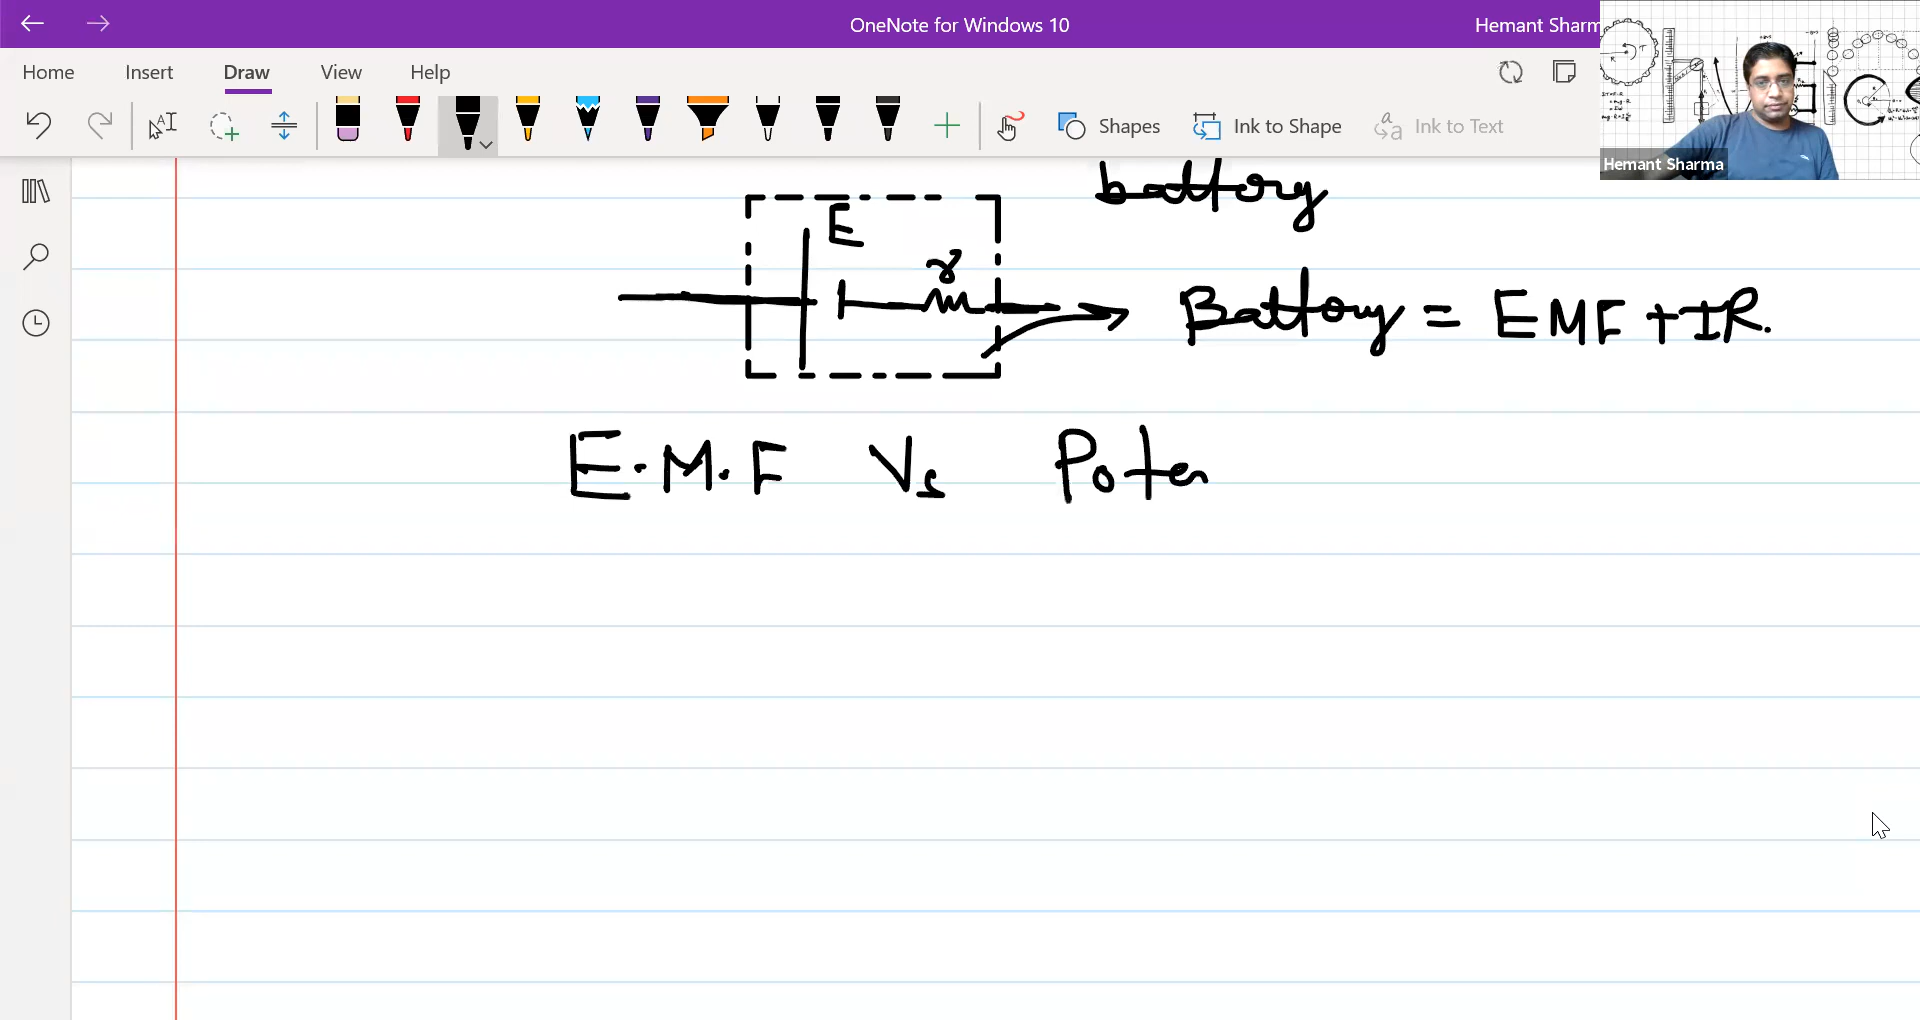 OneNote for Windows 10
Hemant Sharm
Home Insert Draw View Help
Shapes Ink to Shape Ink to Text
Hemant Sharma
battery
E
r
Battery = EMF + IR.
E.M.F Vs Poten